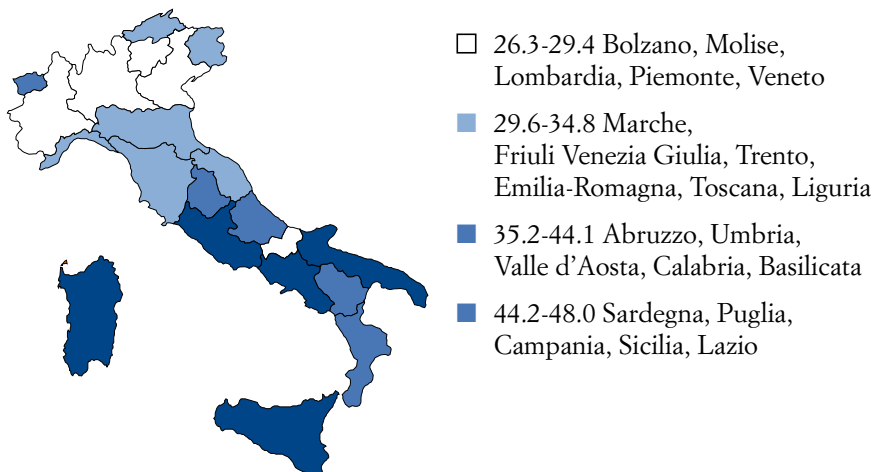 26.3-29.4 Bolzano, Molise,
Lombardia, Piemonte, Veneto
29.6-34.8 Marche,
Friuli Venezia Giulia, Trento,
Emilia-Romagna, Toscana, Liguria
35.2-44.1 Abruzzo, Umbria,
Valle d’Aosta, Calabria, Basilicata
44.2-48.0 Sardegna, Puglia,
Campania, Sicilia, Lazio